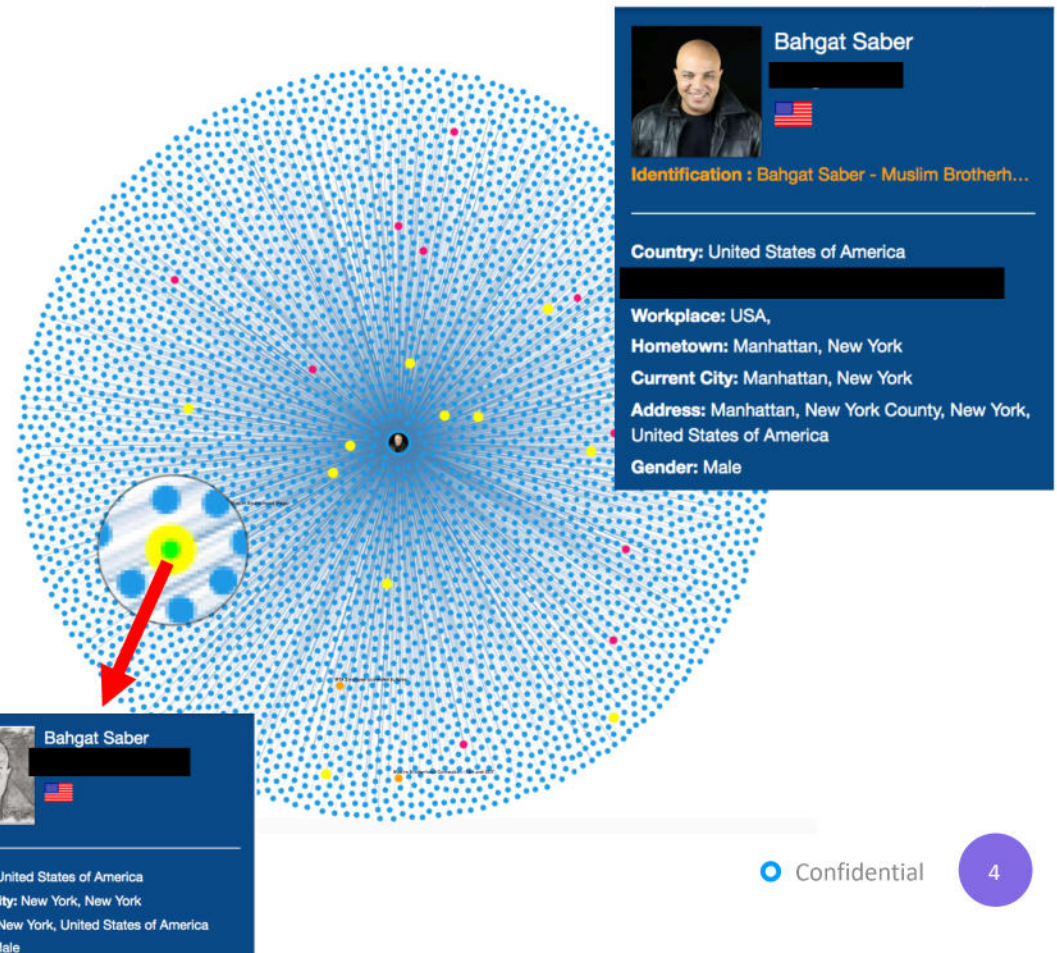 Bahgat Saber
Identification : Bahgat Saber - Muslim Brotherh...
Country: United States of America
Workplace: USA,
Hometown: Manhattan, New York
Current City: Manhattan, New York
Address: Manhattan, New York County, New York,
United States of America
Gender: Male
Bahgat Saber
United States of America
New York, New York
New York, United States of America
Confidential
4